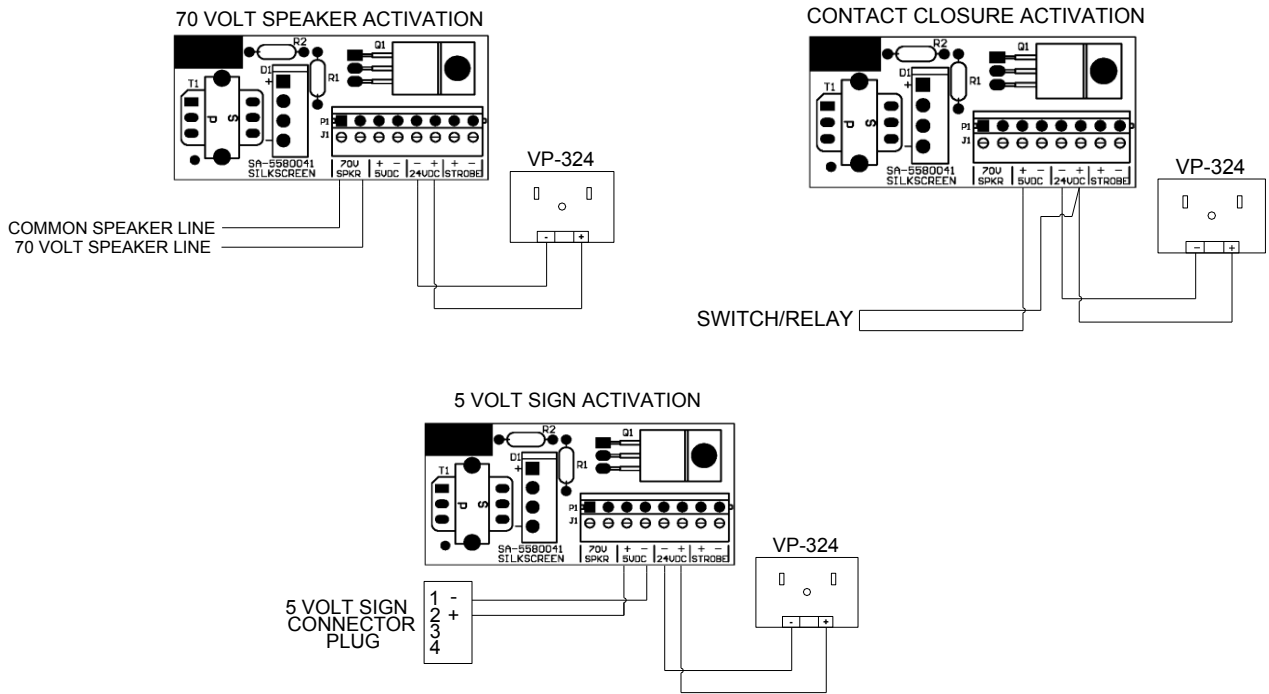 70 VOLT SPEAKER ACTIVATION
R2
Q1
D1
+
T1
R1
P
S
P1
J1
-
SA-5580041
SILKSCREEN
70V + - - + + -
SPKR 5VDC 24VDC STROBE
VP-324
- +
COMMON SPEAKER LINE
70 VOLT SPEAKER LINE
CONTACT CLOSURE ACTIVATION
R2
Q1
D1
+
T1
R1
P
S
P1
J1
-
SA-5580041
SILKSCREEN
70V + - - + + -
SPKR 5VDC 24VDC STROBE
VP-324
- +
SWITCH/RELAY
5 VOLT SIGN ACTIVATION
R2
Q1
D1
+
T1
R1
P
S
P1
J1
-
SA-5580041
SILKSCREEN
70V + - - + + -
SPKR 5VDC 24VDC STROBE
VP-324
- +
5 VOLT SIGN
CONNECTOR
PLUG
1 -
2 +
3
4